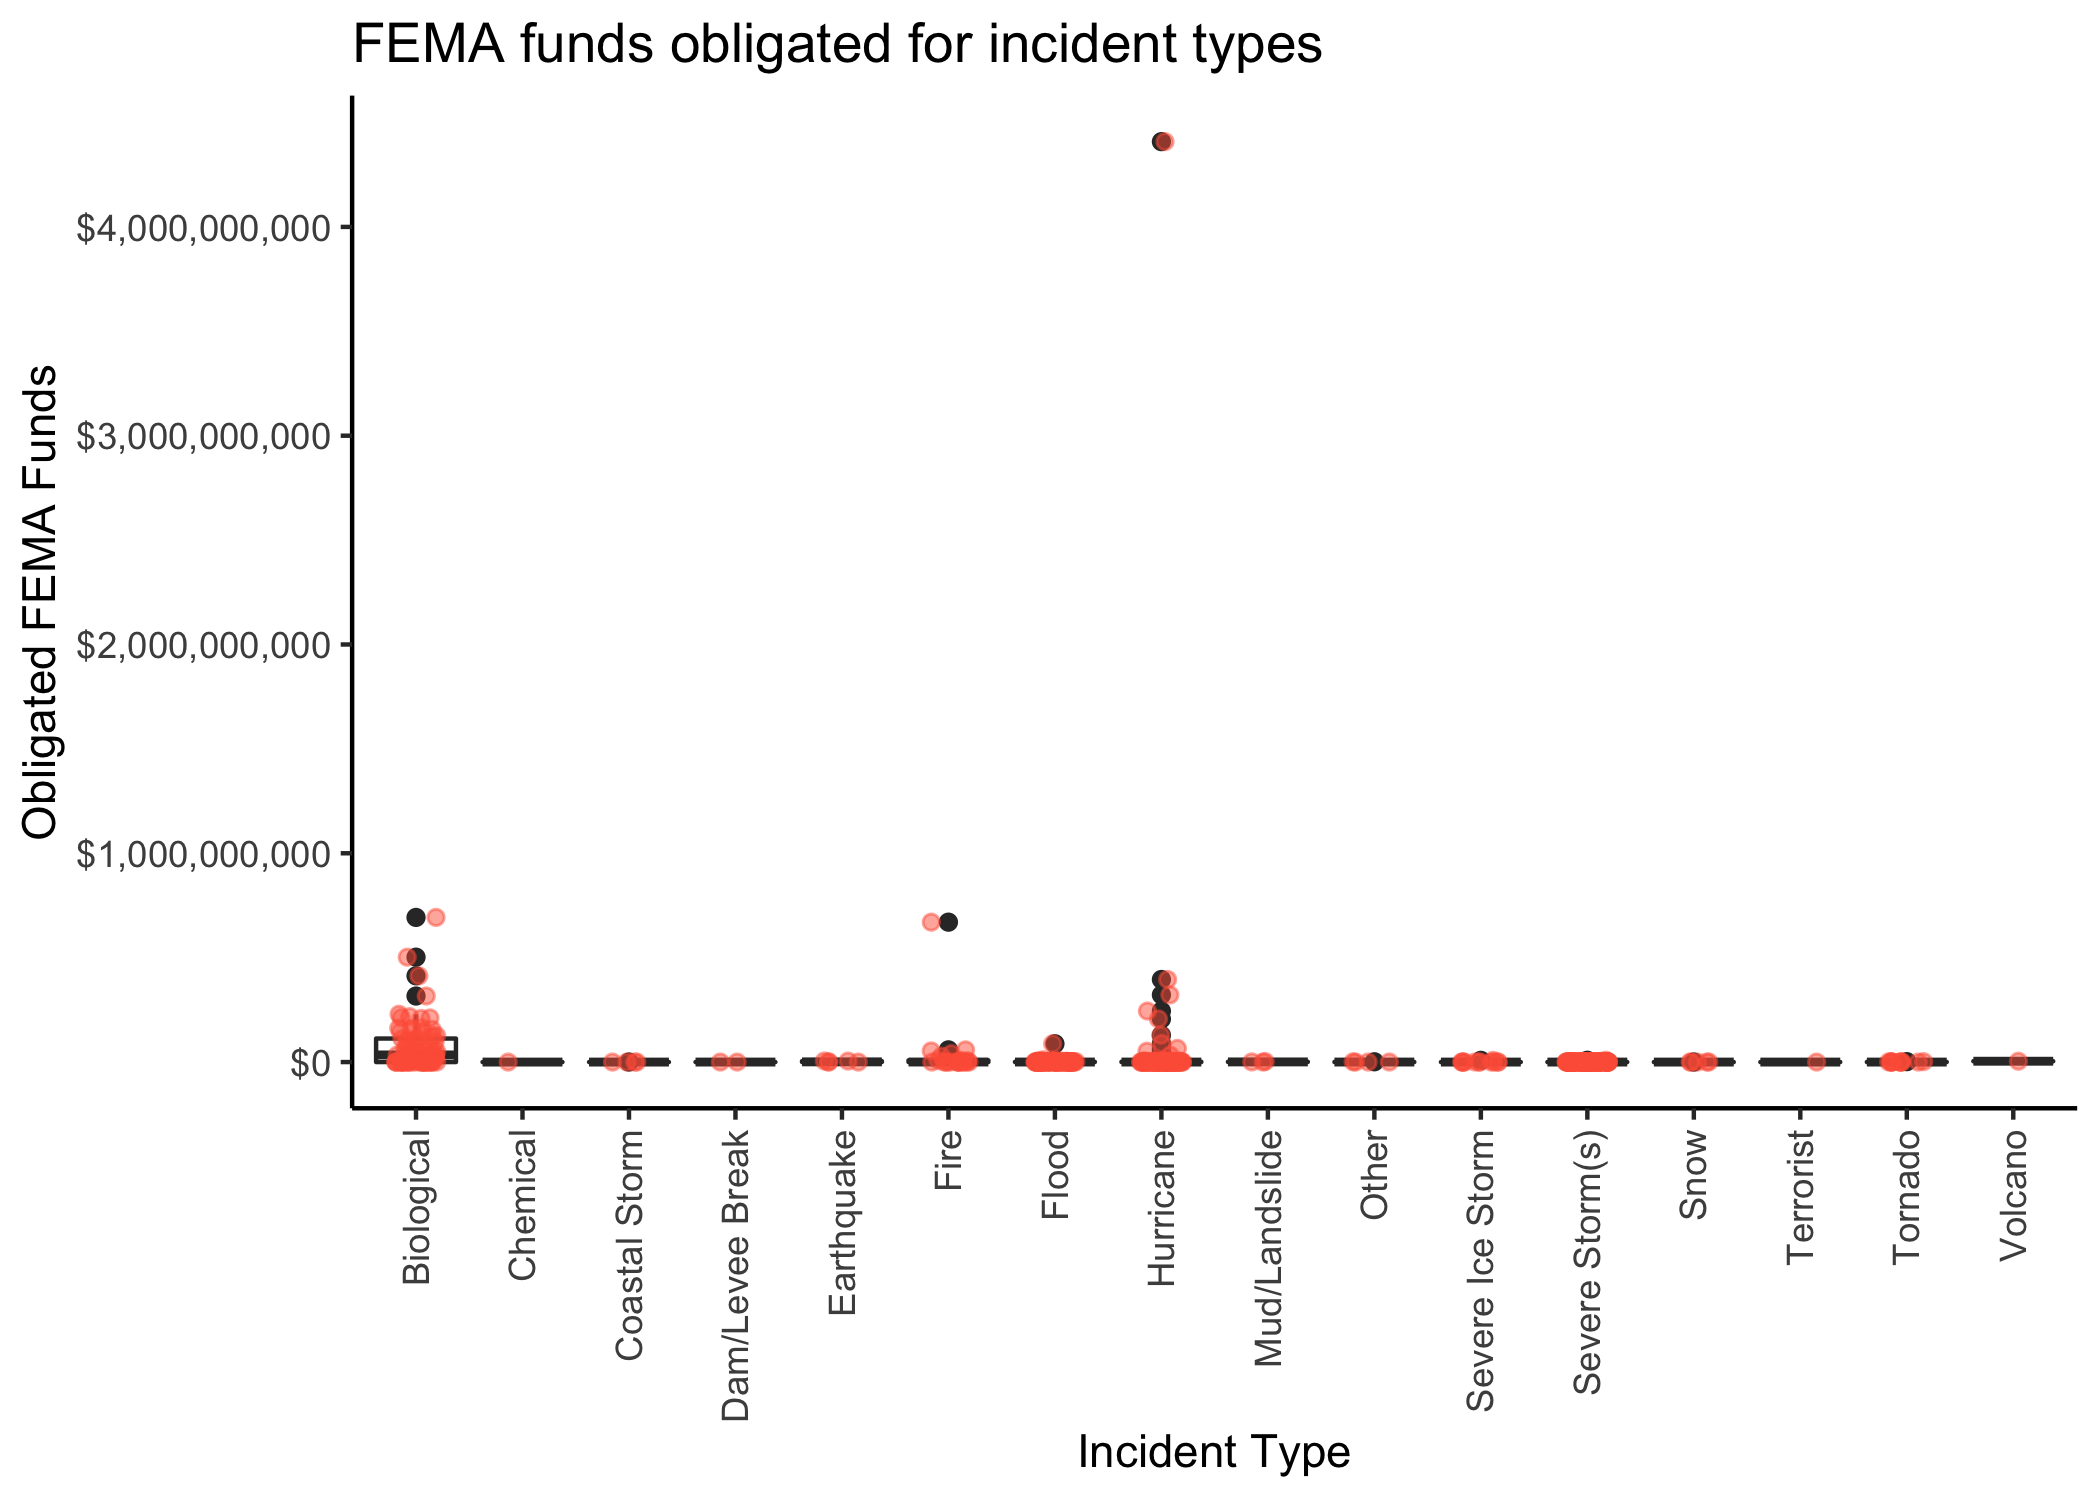 FEMA funds obligated for incident types
Obligated FEMA Funds
$4,000,000,000
$3,000,000,000
$2,000,000,000
$1,000,000,000
$0
Biological
Chemical
Coastal Storm
Dam/Levee Break
Earthquake
Fire
Flood
Hurricane
Mud/Landslide
Other
Severe Ice Storm
Severe Storm(s)
Snow
Terrorist
Tornado
Volcano
Incident Type